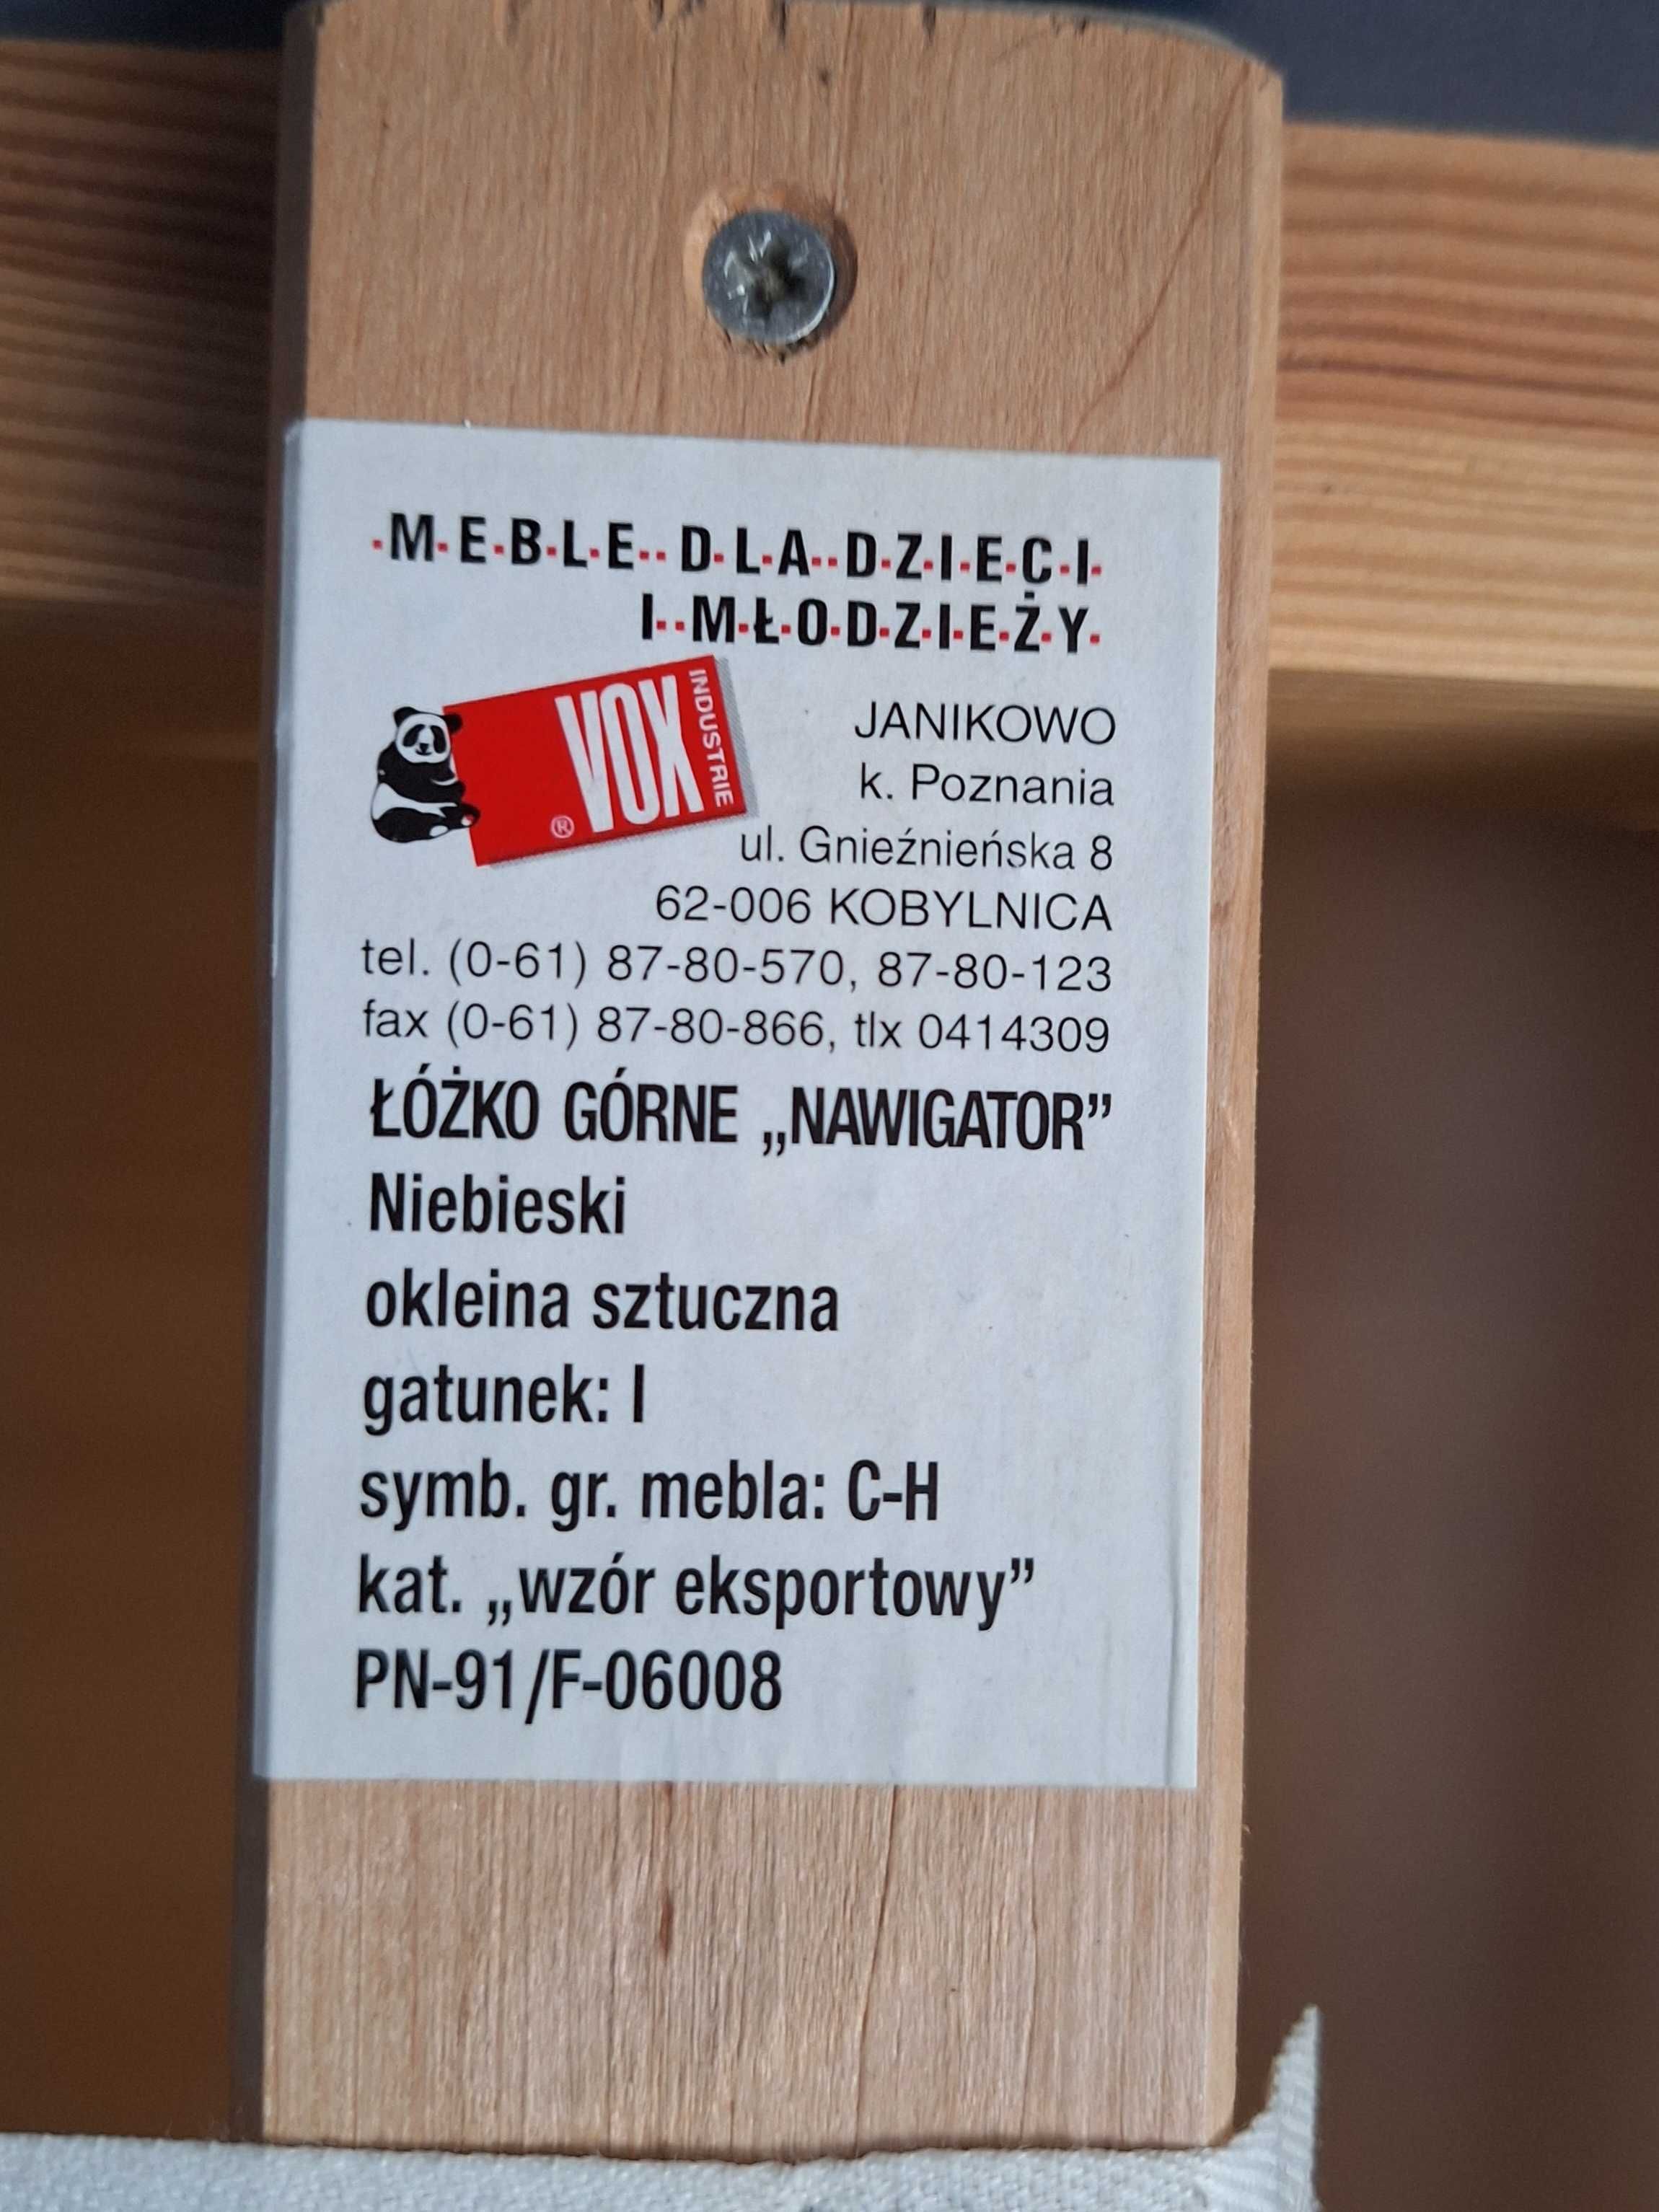 ·M·E·B·L·E··D·L·A··D·Z·I·E·C·I·
I··M·Ł·O·D·Z·I·E·Ż·Y·
VOX
INDUSTRIE
®
JANIKOWO
k. Poznania
ul. Gnieźnieńska 8
62-006 KOBYLNICA
tel. (0-61) 87-80-570, 87-80-123
fax (0-61) 87-80-866, tlx 0414309
ŁÓŻKO GÓRNE „NAWIGATOR”
Niebieski
okleina sztuczna
gatunek: I
symb. gr. mebla: C-H
kat. „wzór eksportowy”
PN-91/F-06008